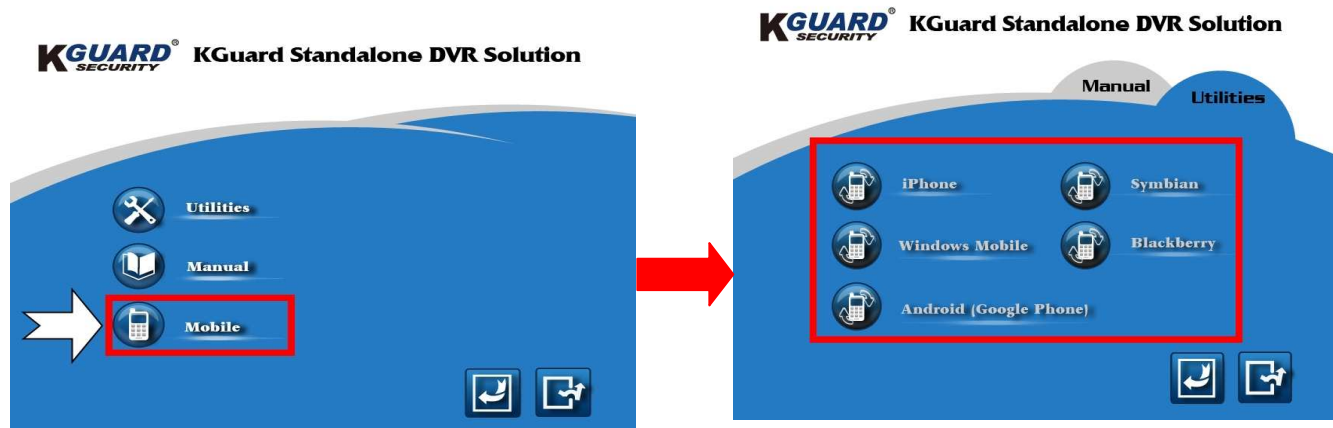 KGUARD® SECURITY KGuard Standalone DVR Solution
Utilities
Manual
Mobile
KGUARD® SECURITY KGuard Standalone DVR Solution
Manual
Utilities
iPhone
Symbian
Windows Mobile
Blackberry
Android (Google Phone)